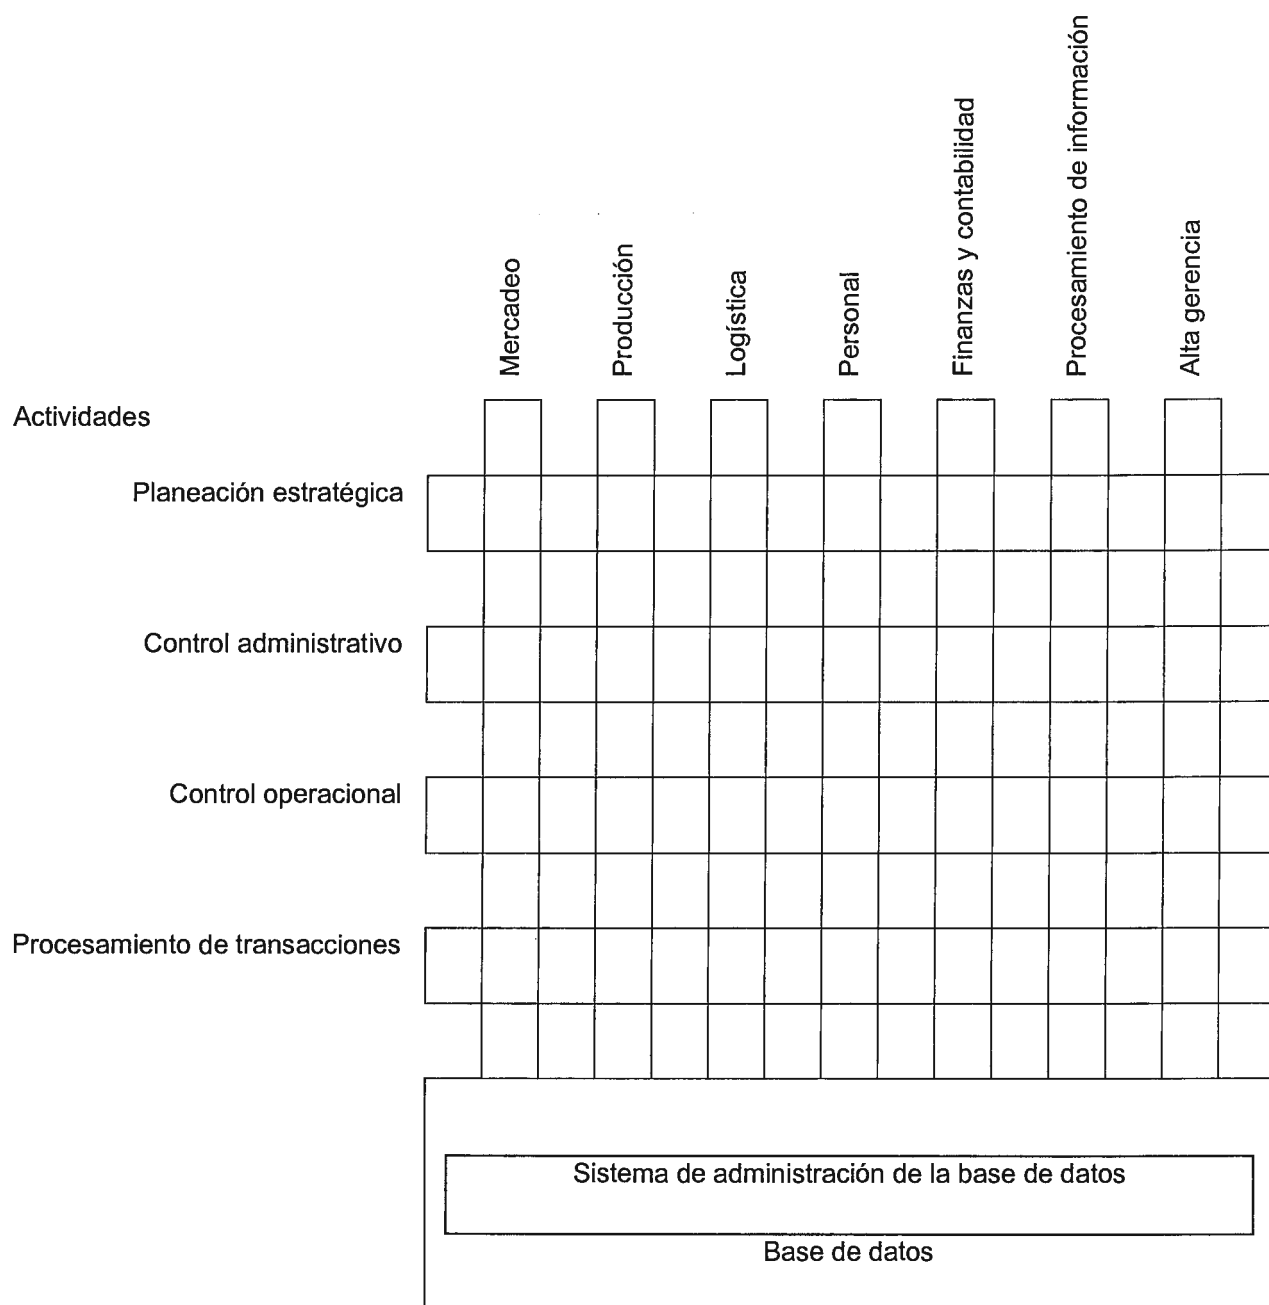 Mercadeo
Producción
Logística
Personal
Finanzas y contabilidad
Procesamiento de información
Alta gerencia
Actividades
Planeación estratégica
Control administrativo
Control operacional
Procesamiento de transacciones
Sistema de administración de la base de datos
Base de datos